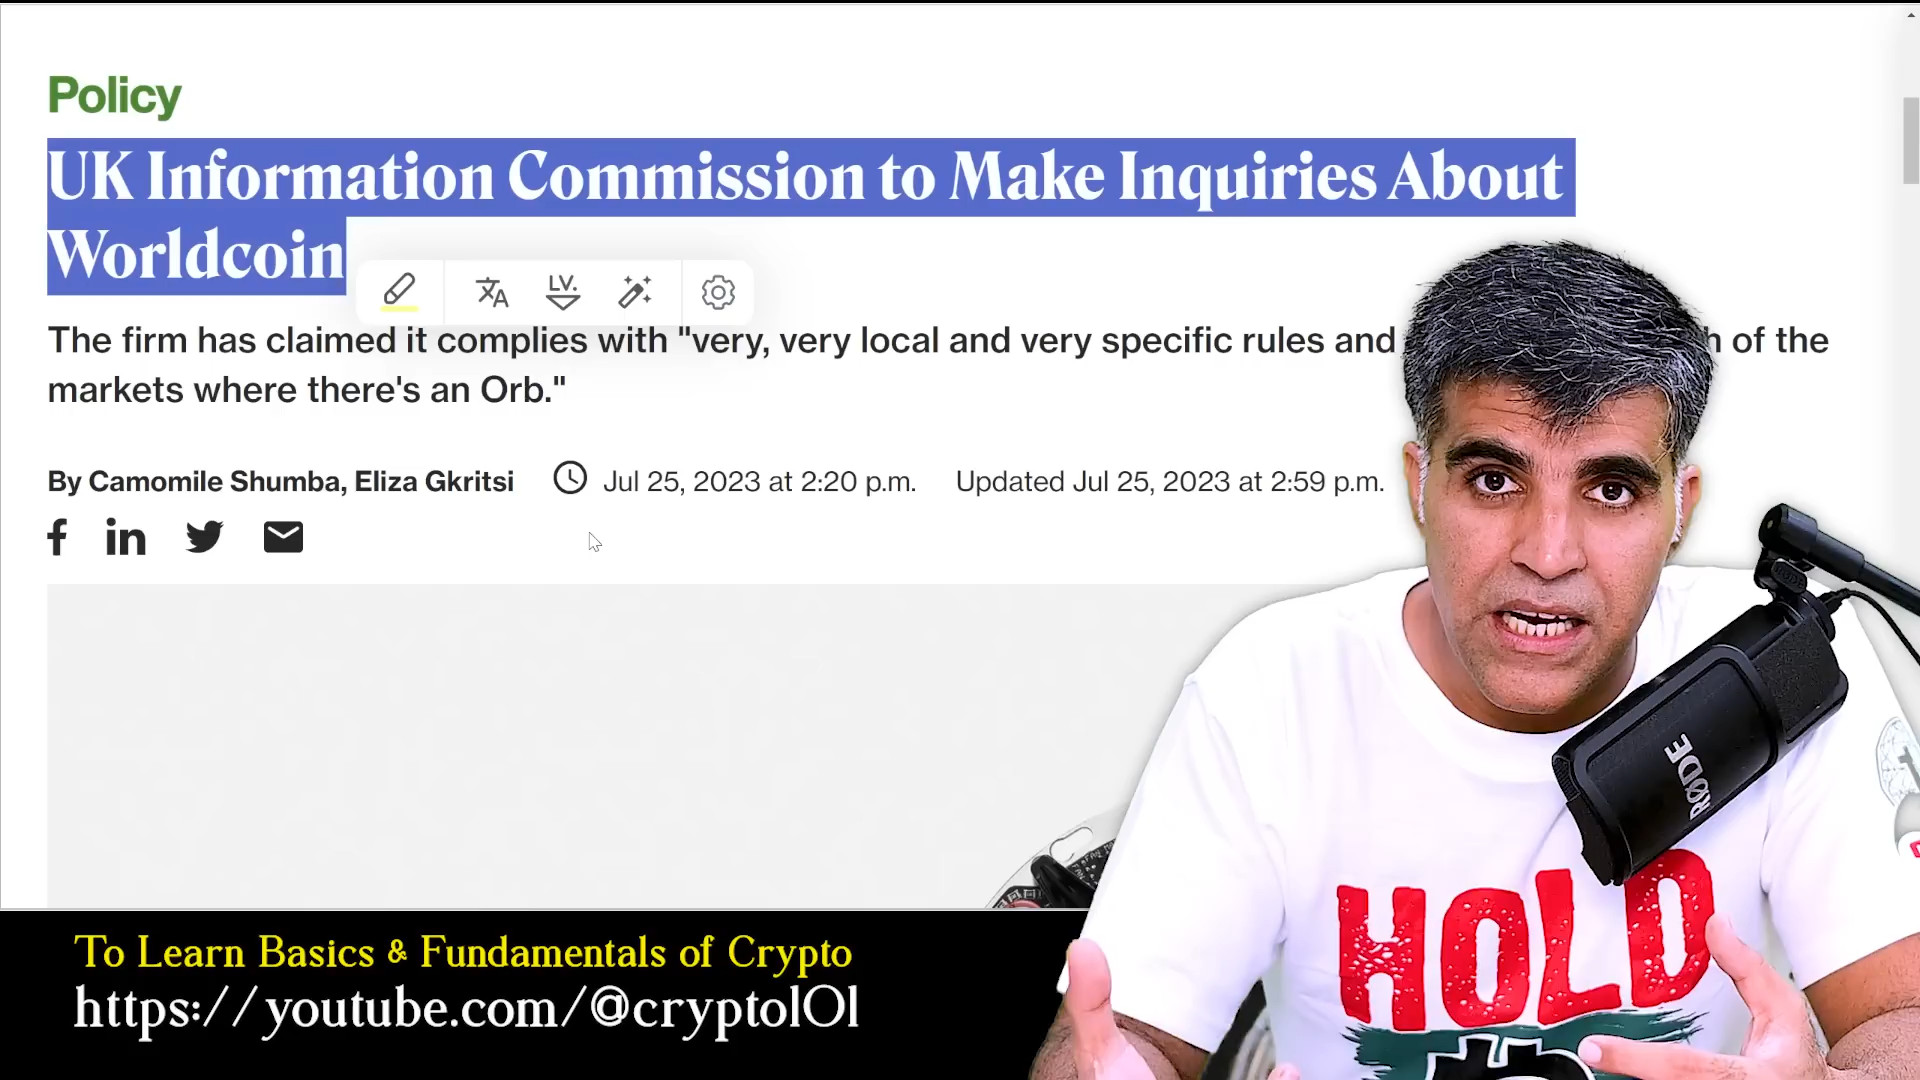 Policy
UK Information Commission to Make Inquiries About
Worldcoin
LV.
The firm has claimed it complies with "very, very local and very specific rules and of the
markets where there's an Orb."
By Camomile Shumba, Eliza Gkritsi Jul 25, 2023 at 2:20 p.m. Updated Jul 25, 2023 at 2:59 p.m.
RØDE
HOLD
To Learn Basics & Fundamentals of Crypto
https://youtube.com/@crypto101